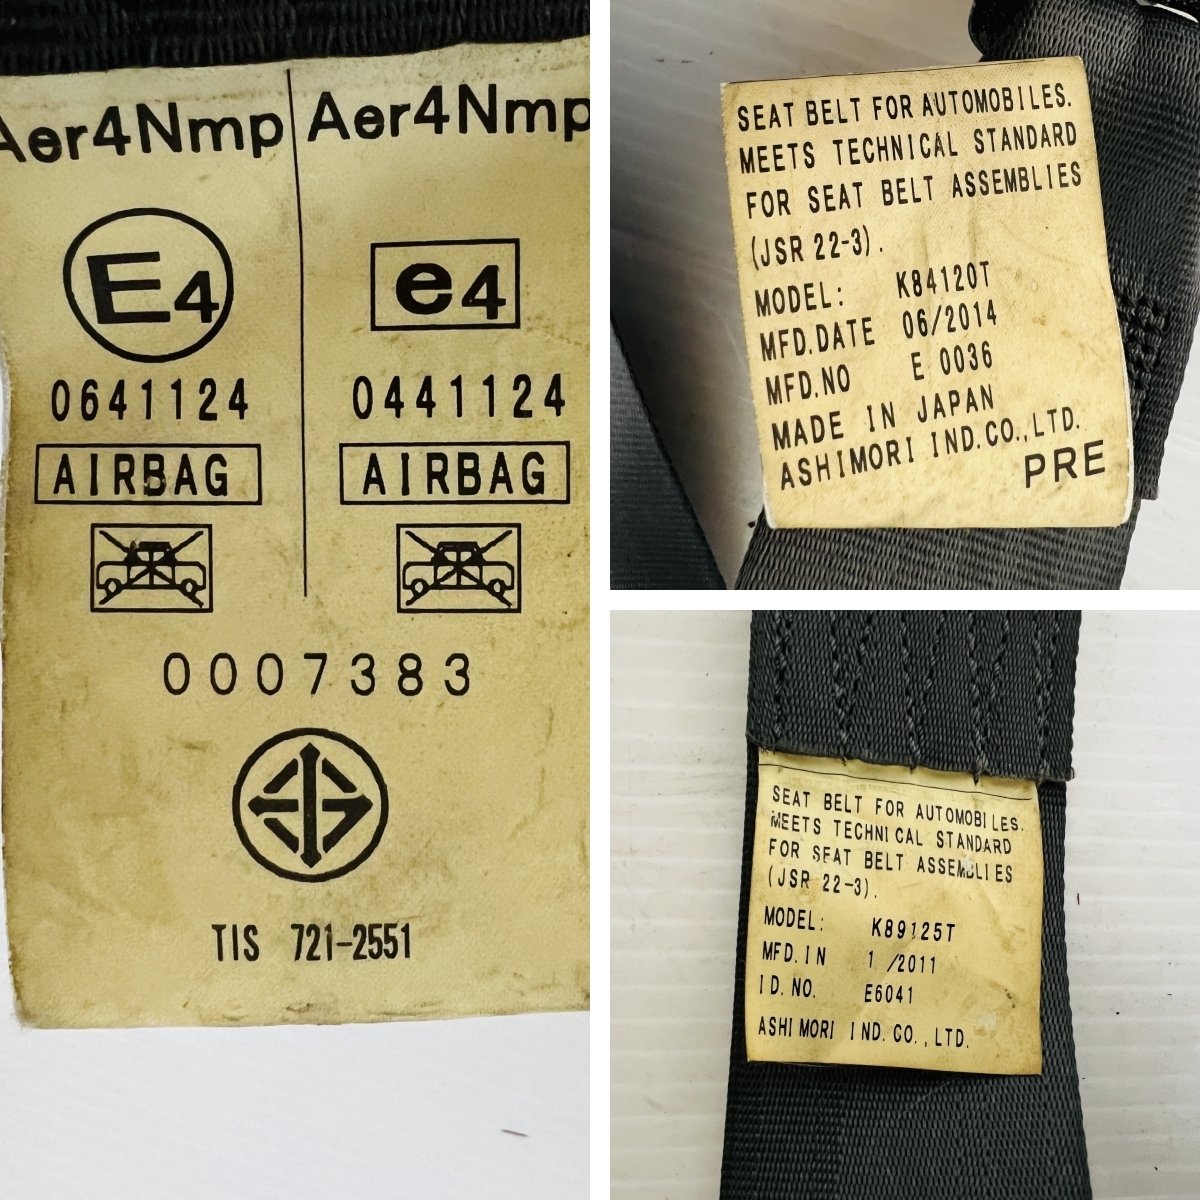 Aer4Nmp
E4
0641124
AIRBAG
Aer4Nmp
e4
0441124
AIRBAG
0007383
TIS 721-2551
SEAT BELT FOR AUTOMOBILES.
MEETS TECHNICAL STANDARD
FOR SEAT BELT ASSEMBLIES
(JSR 22-3).
MODEL: K84120T
MFD.DATE 06/2014
MFD.NO E 0036
MADE IN JAPAN
ASHIMORI IND.CO.,LTD.
PRE
SEAT BELT FOR AUTOMOBILES.
MEETS TECHNICAL STANDARD
FOR SEAT BELT ASSEMBLIES
(JSR 22-3).
MODEL: K89125T
MFD.IN 1 /2011
ID.NO. E6041
ASHIMORI IND.CO.,LTD.